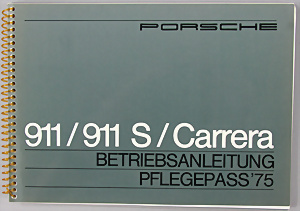 PORSCHE
911/911 S/Carrera
BETRIEBSANLEITUNG
PFLEGEPASS'75